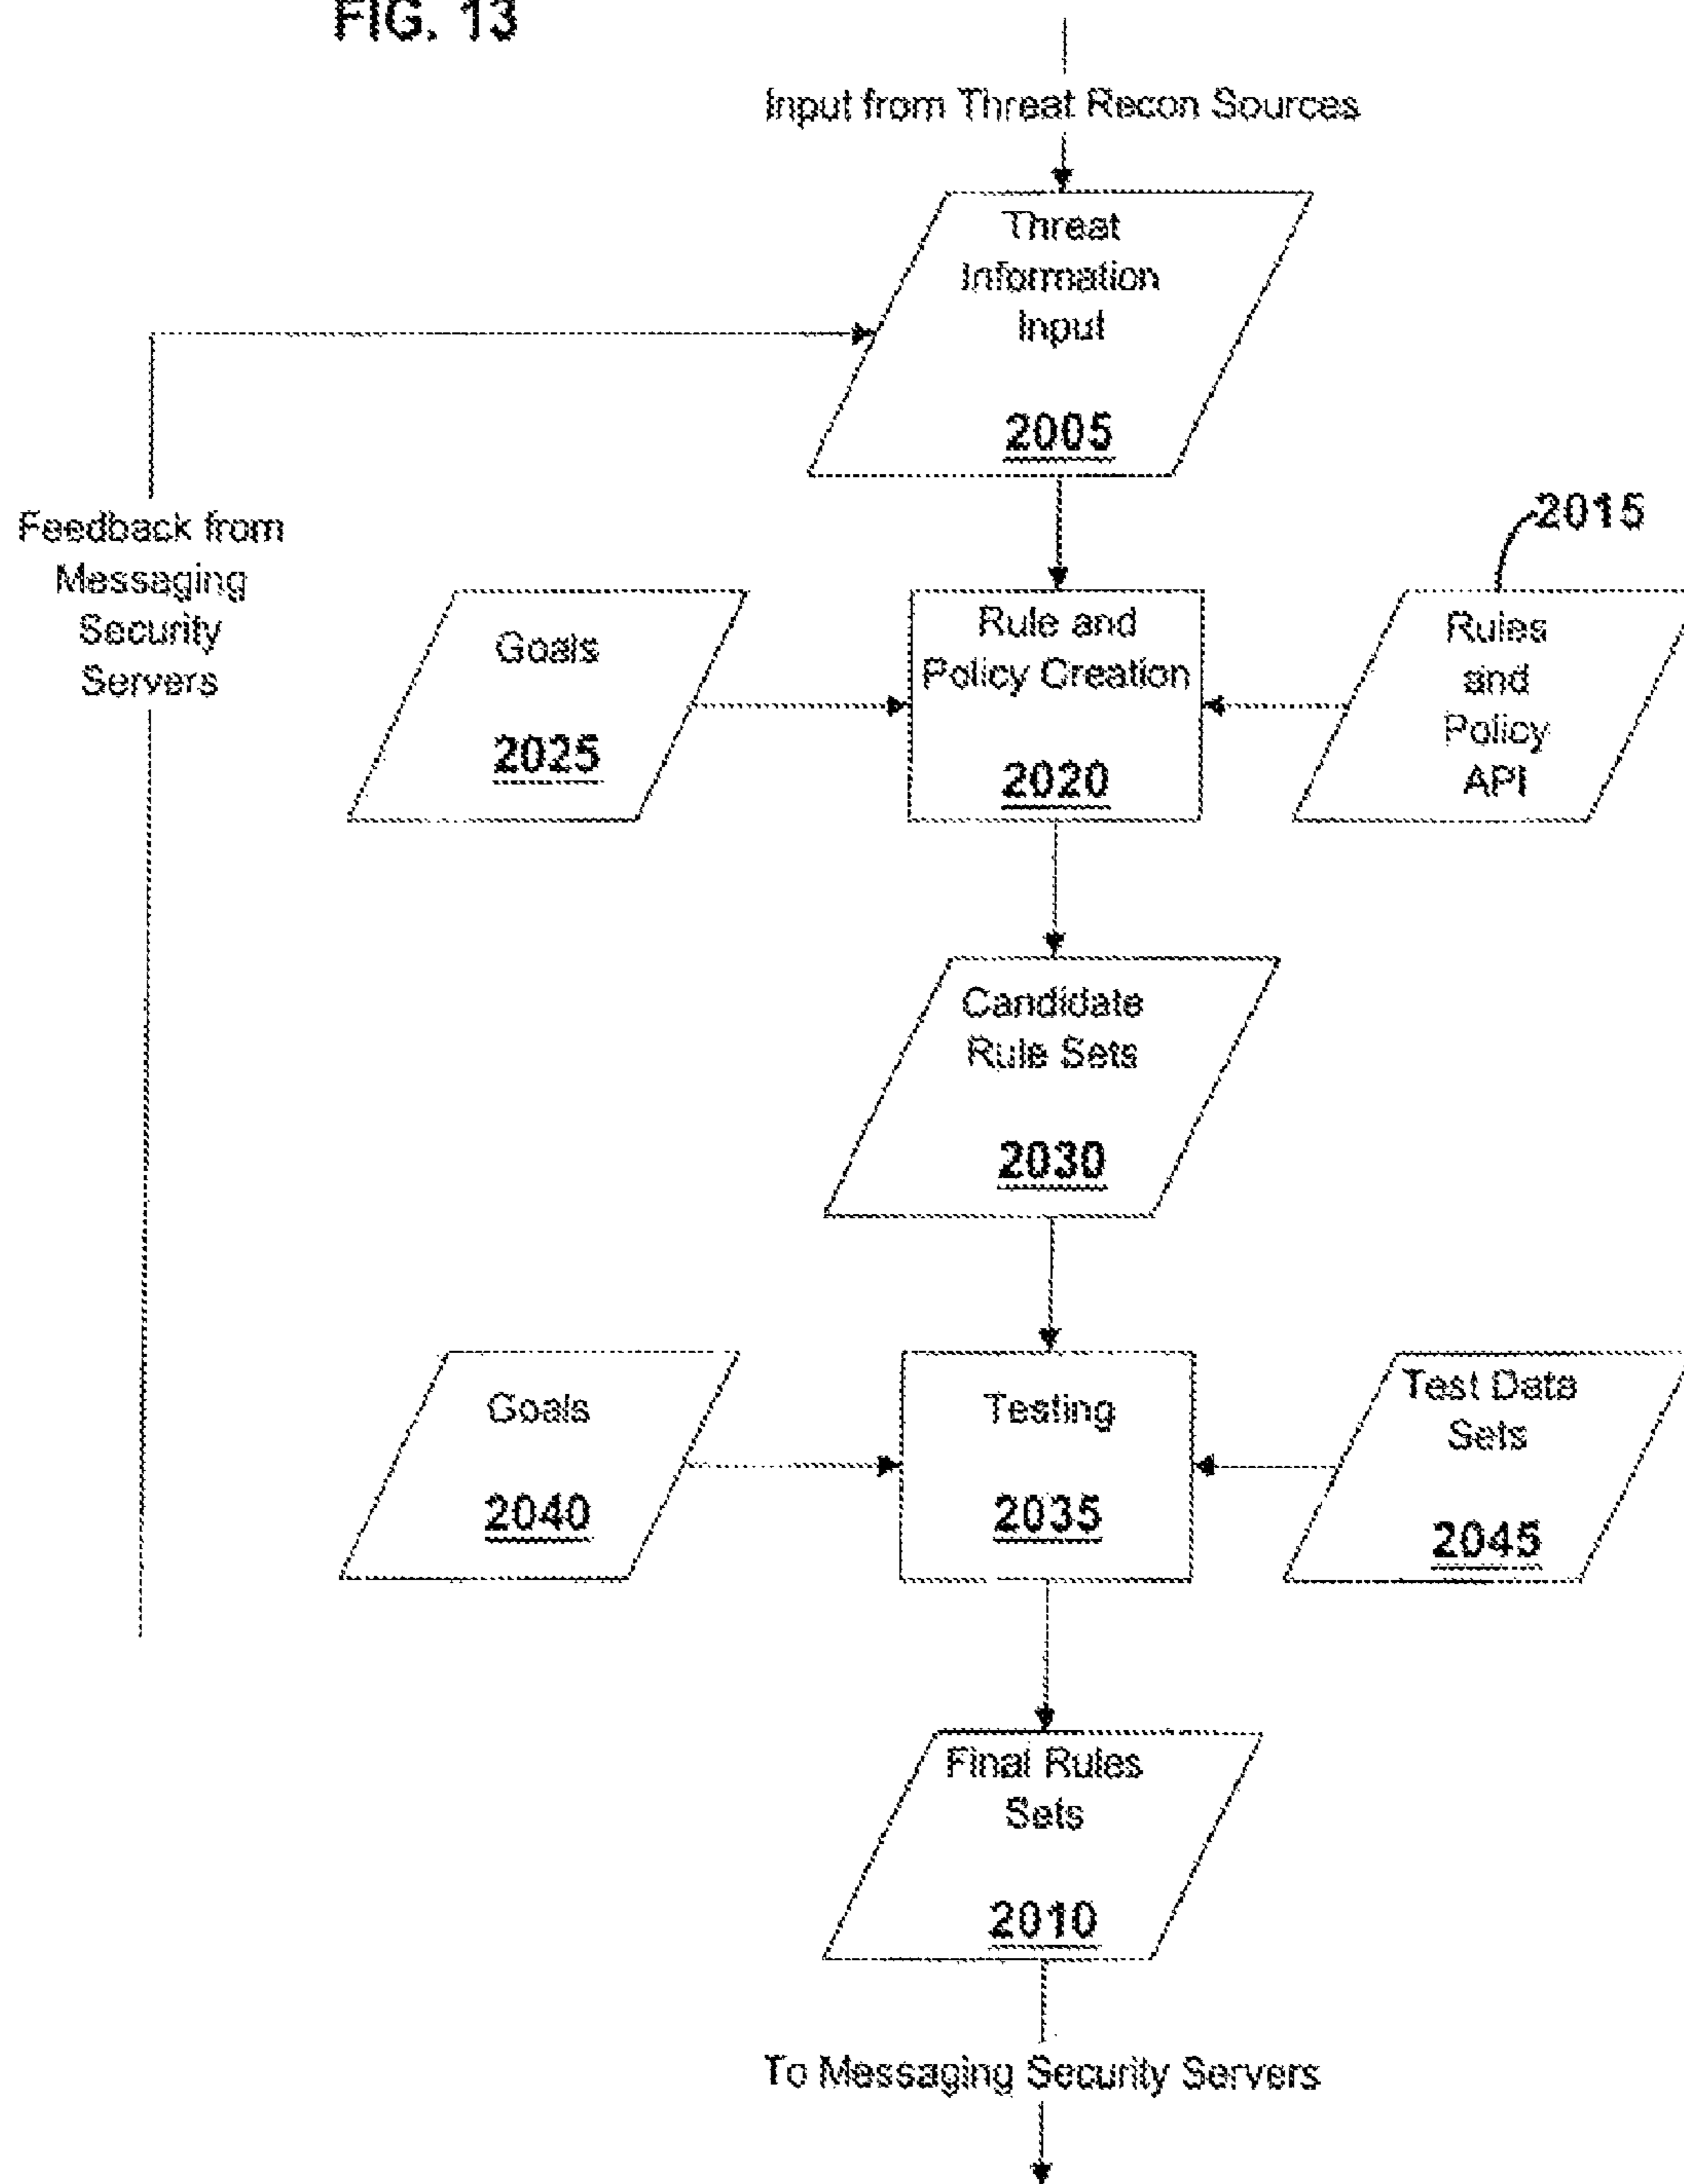 FIG. 13
Input from Threat Recon Sources
Threat
Information
Input
2005
Feedback from
Messaging
Security
Servers
2015
Goals
2025
Rule and
Policy Creation
2020
Rules
and
Policy
API
Candidate
Rule Sets
2030
Goals
2040
Testing
2035
Test Data
Sets
2045
Final Rules
Sets
2010
To Messaging Security Servers